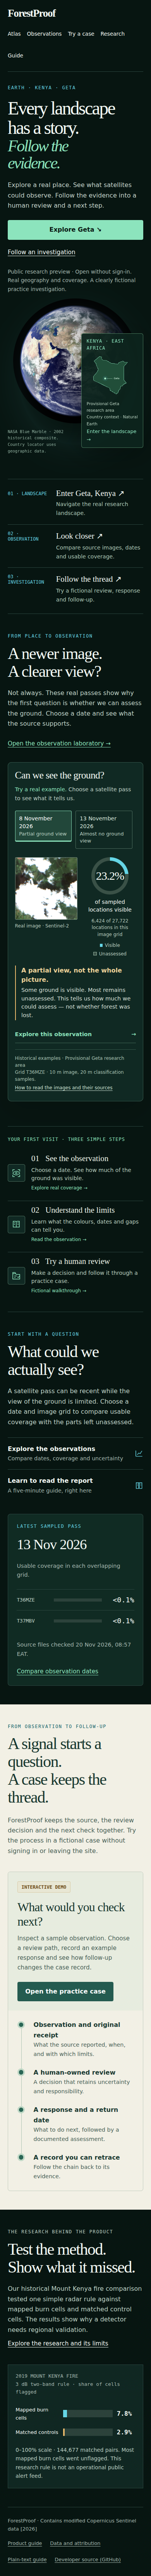 ForestProof
Atlas Observations Try a case Research
Guide
EARTH · KENYA · GETA
Every landscape
has a story.
Follow the
evidence.
Explore a real place. See what satellites
could observe. Follow the evidence into a
human review and a next step.
Explore Geta ↘
Follow an investigation
Public research preview · Open without sign-in.
Real geography and coverage. A clearly fictional
practice investigation.
KENYA · EAST
AFRICA
Provisional Geta
research area
Country context · Natural
Earth
Enter the landscape
→
NASA Blue Marble · 2002
historical composite.
Country locator uses
geographic data.
01 · LANDSCAPE
Enter Geta, Kenya ↗
Navigate the real research
landscape.
02 ·
OBSERVATION
Look closer ↗
Compare source images, dates
and usable coverage.
03 ·
INVESTIGATION
Follow the thread ↗
Try a fictional review, response
and follow-up.
FROM PLACE TO OBSERVATION
A newer image.
A clearer view?
Not always. These real passes show why
the first question is whether we can assess
the ground. Choose a date and see what
the source supports.
Open the observation laboratory →
Can we see the ground?
Try a real example. Choose a satellite pass
to see what it tells us.
8 November
2026
Partial ground view
13 November
2026
Almost no ground
view
Real image · Sentinel-2
23.2%
of sampled
locations visible
6,424 of 27,722
locations in this
image grid
Visible
Unassessed
A partial view, not the whole
picture.
Some ground is visible. Most remains
unassessed. This tells us how much we could
assess — not whether forest was
lost.
Explore this observation →
Historical examples · Provisional Geta research
area
Grid T36MZE · 10 m image, 20 m classification
samples.
How to read the images and their sources
YOUR FIRST VISIT · THREE SIMPLE STEPS
01 See the observation
Choose a date. See how much of the
ground was visible.
Explore real coverage →
02 Understand the limits
Learn what the colours, dates and gaps
can tell you.
Read the observation →
03 Try a human review
Make a decision and follow it through a
practice case.
Fictional walkthrough →
START WITH A QUESTION
What could we
actually see?
A satellite pass can be recent while the view
of the ground is limited. Choose a
date and image grid to compare usable
coverage with the parts left unassessed.
Explore the observations
Compare dates, coverage and uncertainty
Learn to read the report
A five-minute guide, right here
LATEST SAMPLED PASS
13 Nov 2026
Usable coverage in each overlapping
grid.
T36MZE <0.1%
T37MBV <0.1%
Source files checked 20 Nov 2026, 08:57
EAT.
Compare observation dates
FROM OBSERVATION TO FOLLOW-UP
A signal starts a
question.
A case keeps the
thread.
ForestProof keeps the source, the review
decision and the next check together. Try
the process in a fictional case without
signing in or leaving the site.
INTERACTIVE DEMO
What would you check
next?
Inspect a sample observation. Choose
a review path, record an example
response and see how follow-up
changes the case record.
Open the practice case
Observation and original
receipt
What the source reported, when,
and with which limits.
A human-owned review
A decision that retains uncertainty
and responsibility.
A response and a return
date
What to do next, followed by a
documented assessment.
A record you can retrace
Follow the chain back to its
evidence.
THE RESEARCH BEHIND THE PRODUCT
Test the method.
Show what it missed.
Our historical Mount Kenya fire comparison
tested one simple radar rule against
mapped burn cells and matched control
cells. The results show why a detector
needs regional validation.
Explore the research and its limits
2019 MOUNT KENYA FIRE
3 dB two-band rule · share of cells
flagged
Mapped burn
cells
7.8%
Matched controls 2.9%
0–100% scale · 144,677 matched pairs. Most
mapped burn cells went unflagged. This
research rule is not an operational public
alert feed.
ForestProof · Contains modified Copernicus Sentinel
data [2026]
Product guide Data and attribution
Plain-text guide Developer source (GitHub)